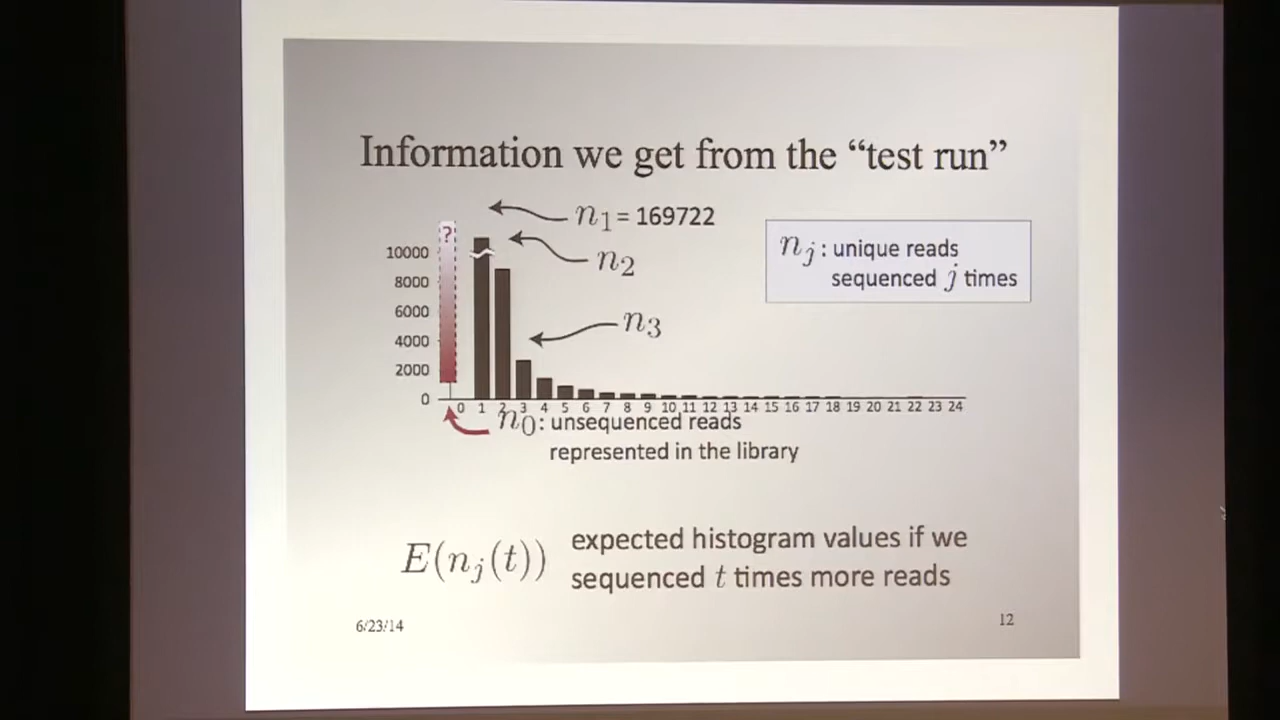 Information we get from the “test run”
n1 = 169722
n2
n3
nj : unique reads
sequenced j times
?
10000
8000
6000
4000
2000
0
0 1 2 3 4 5 6 7 8 9 10 11 12 13 14 15 16 17 18 19 20 21 22 23 24
n0 : unsequenced reads
represented in the library
E(nj(t)) expected histogram values if we
sequenced t times more reads
6/23/14
12